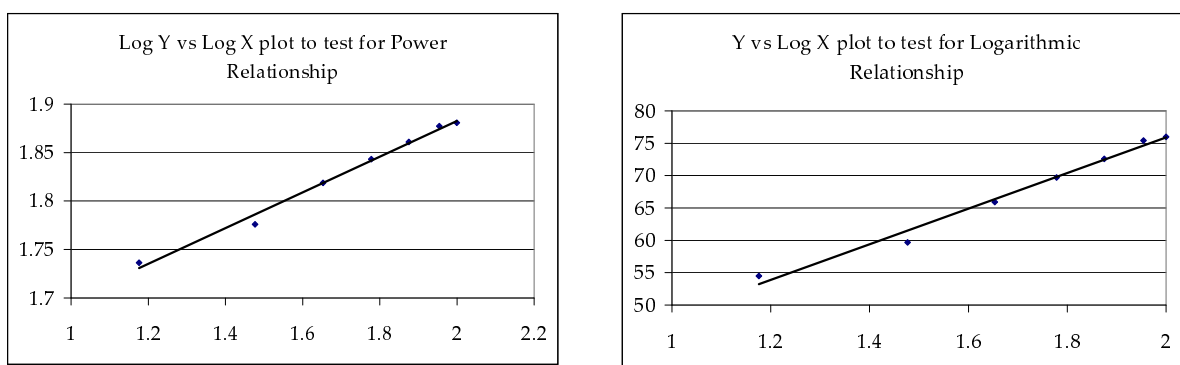 Log Y vs Log X plot to test for Power
Relationship
1.9
1.85
1.8
1.75
1.7
1 1.2 1.4 1.6 1.8 2 2.2
Y vs Log X plot to test for Logarithmic
Relationship
80
75
70
65
60
55
50
1 1.2 1.4 1.6 1.8 2